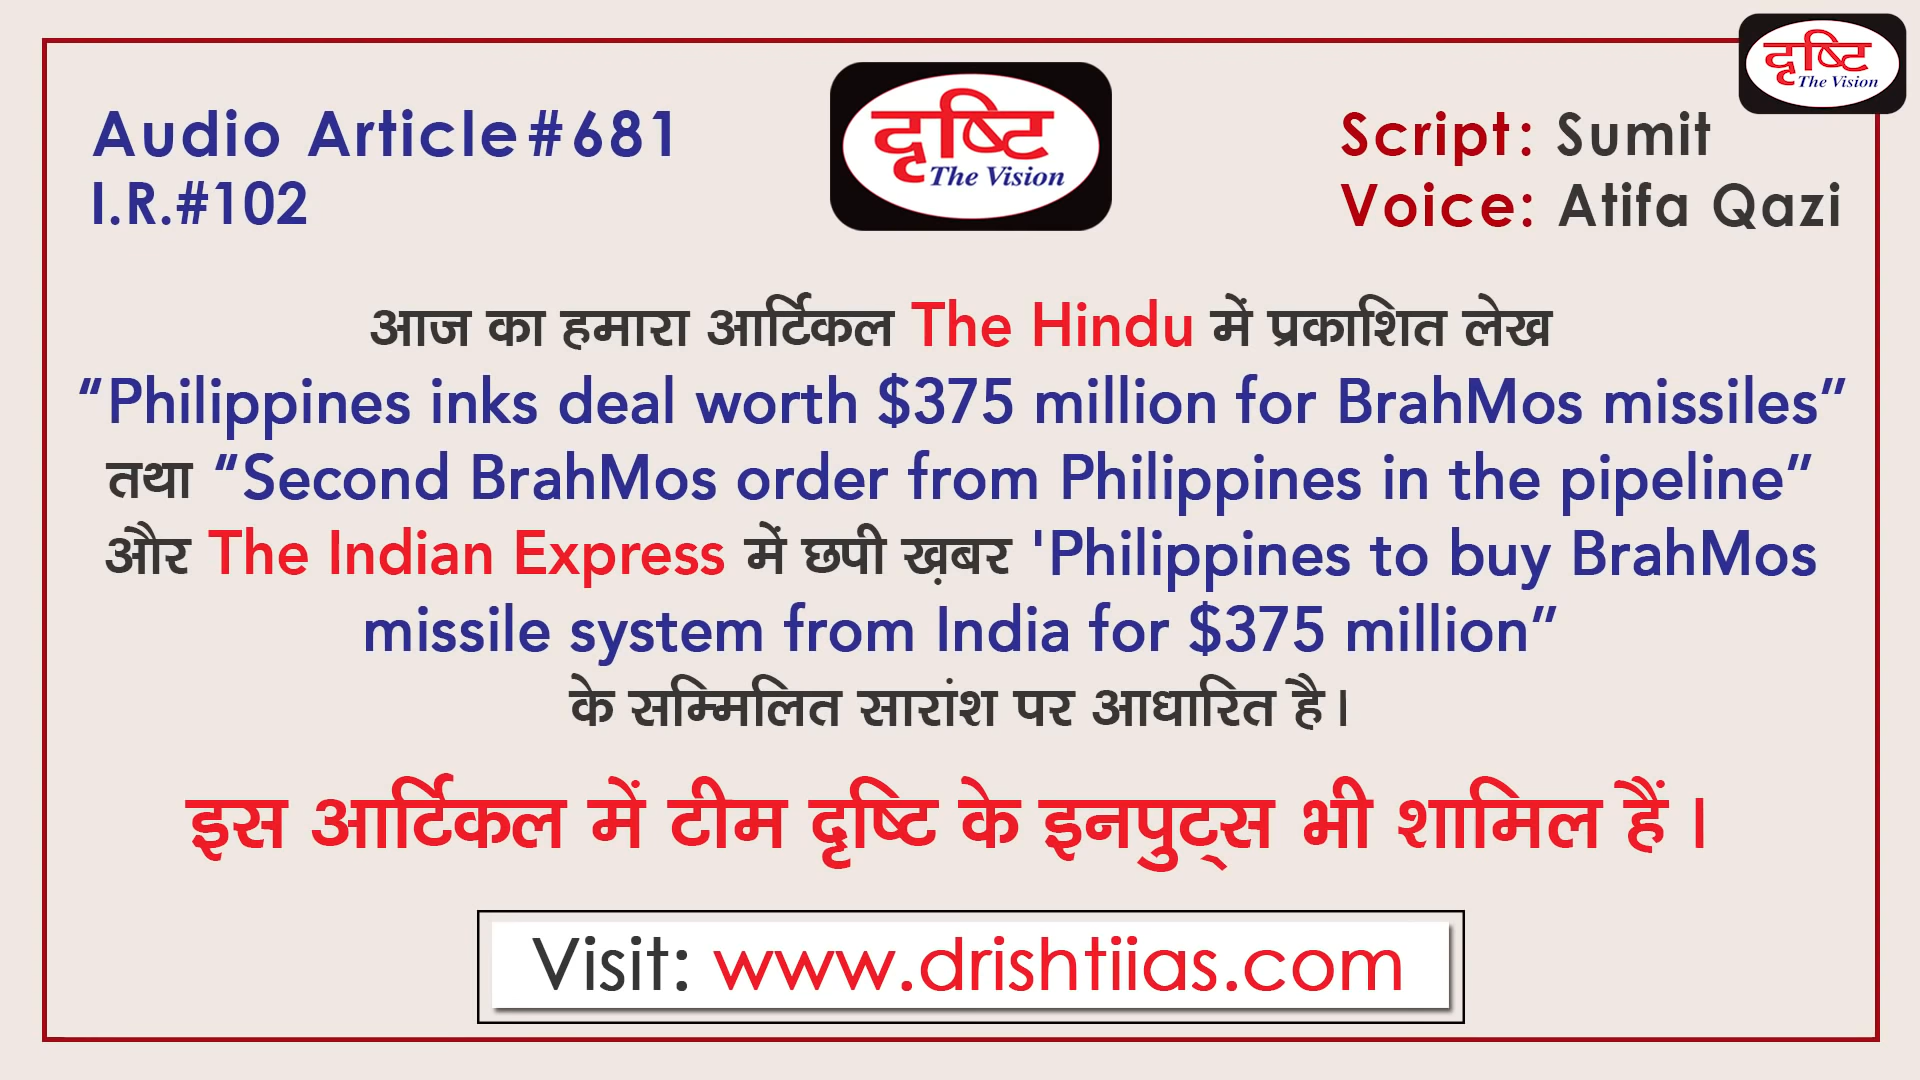 दृष्टि
The Vision
Audio Article#681
I.R.#102
दृष्टि
The Vision
Script: Sumit
Voice: Atifa Qazi
आज का हमारा आर्टिकल The Hindu में प्रकाशित लेख
“Philippines inks deal worth $375 million for BrahMos missiles”
तथा “Second BrahMos order from Philippines in the pipeline”
और The Indian Express में छपी ख़बर 'Philippines to buy BrahMos
missile system from India for $375 million”
के सम्मिलित सारांश पर आधारित है।
इस आर्टिकल में टीम दृष्टि के इनपुट्स भी शामिल हैं।
Visit: www.drishtiias.com